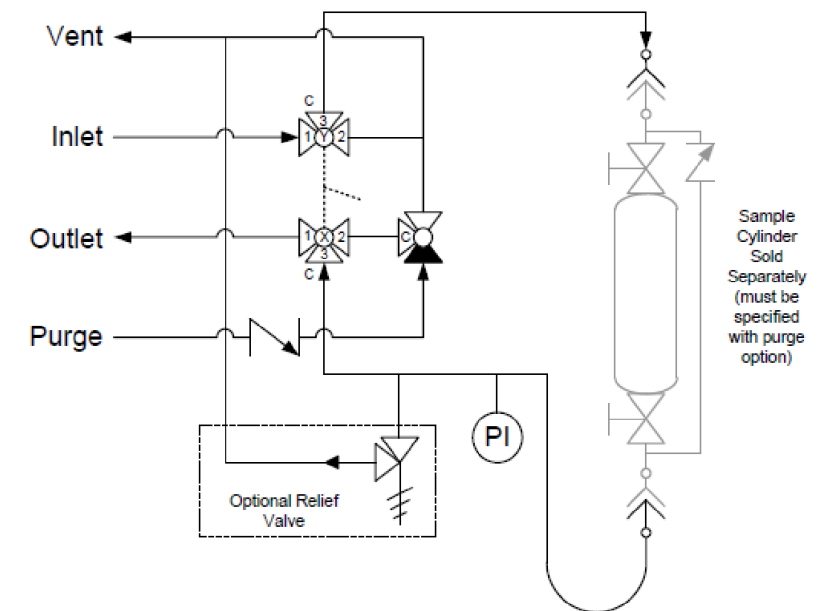 Vent
C
3
1 Y 2
Inlet
Outlet
1 X 2
3
C
C
Purge
PI
Optional Relief
Valve
Sample
Cylinder
Sold
Separately
(must be
specified
with purge
option)